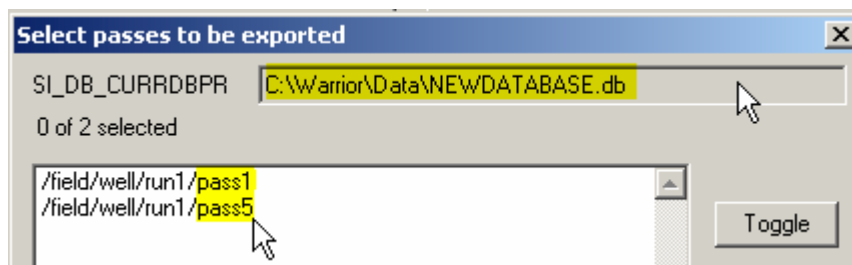 Select passes to be exported
SI_DB_CURRDBPR C:\Warrior\Data\NEWDATABASE.db
0 of 2 selected
/field/well/run1/pass1
/field/well/run1/pass5
Toggle